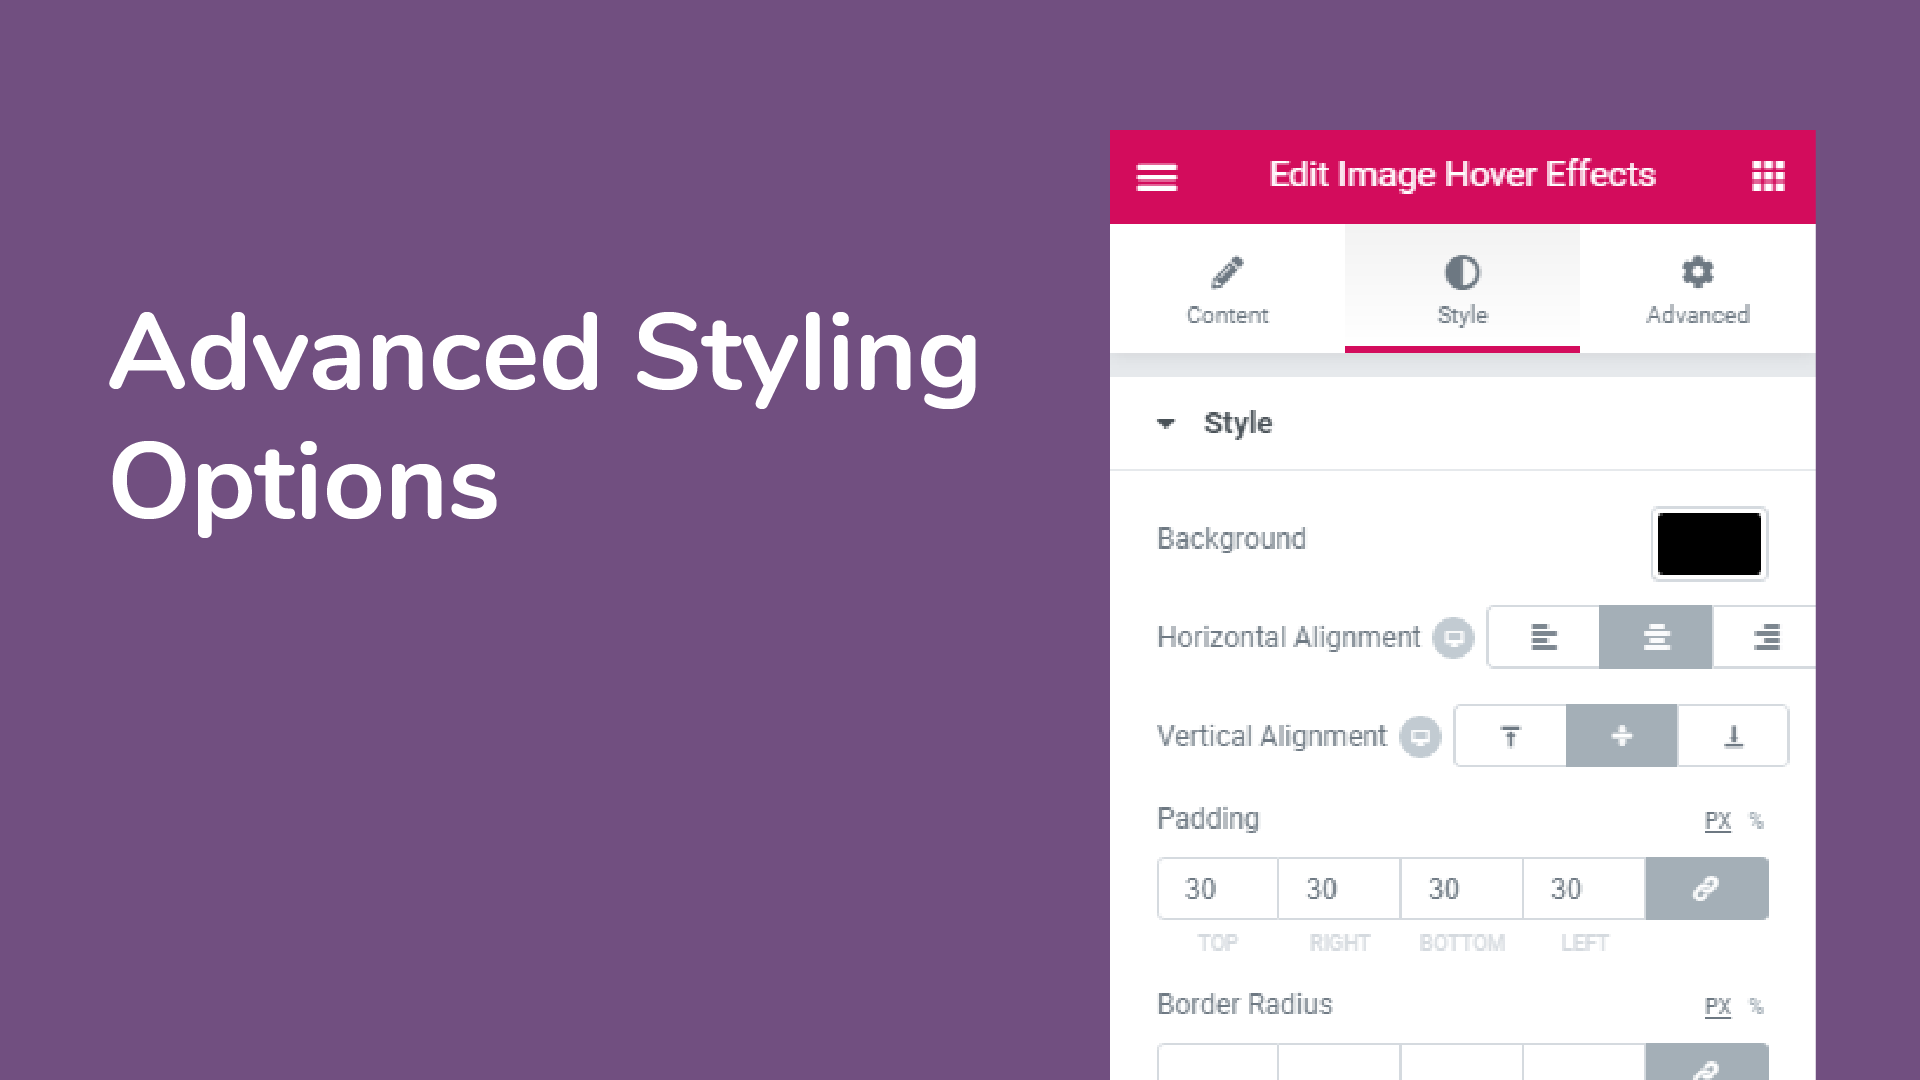 Advanced Styling
Options
Edit Image Hover Effects
Content Style Advanced
Style
Background
Horizontal Alignment
Vertical Alignment
Padding PX %
30 30 30 30
TOP RIGHT BOTTOM LEFT
Border Radius PX %